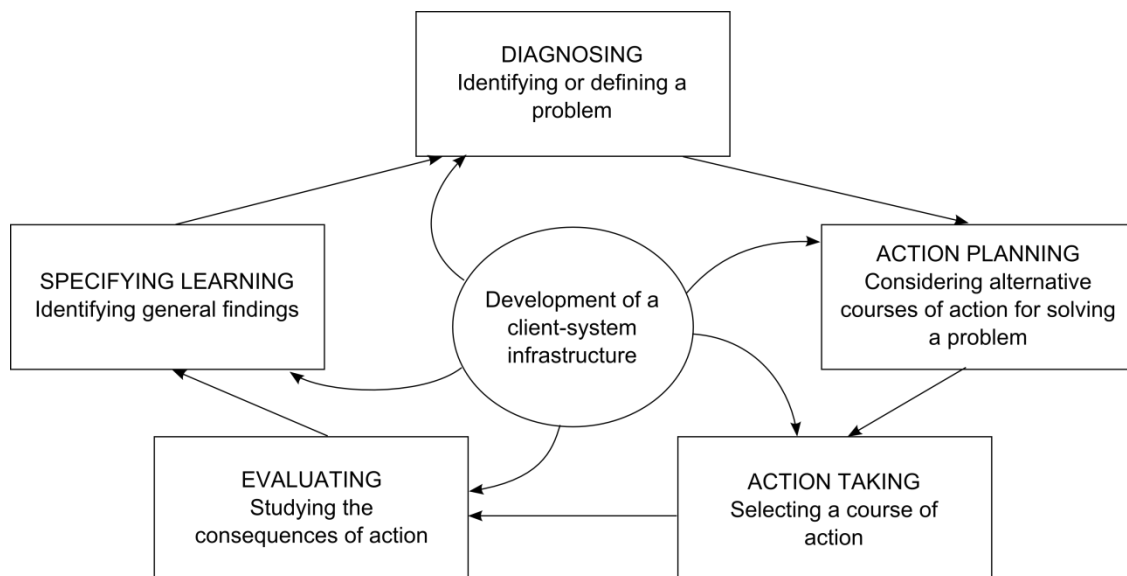 DIAGNOSING
Identifying or defining a
problem
SPECIFYING LEARNING
Identifying general findings
Development of a
client-system
infrastructure
ACTION PLANNING
Considering alternative
courses of action for solving
a problem
EVALUATING
Studying the
consequences of action
ACTION TAKING
Selecting a course of
action